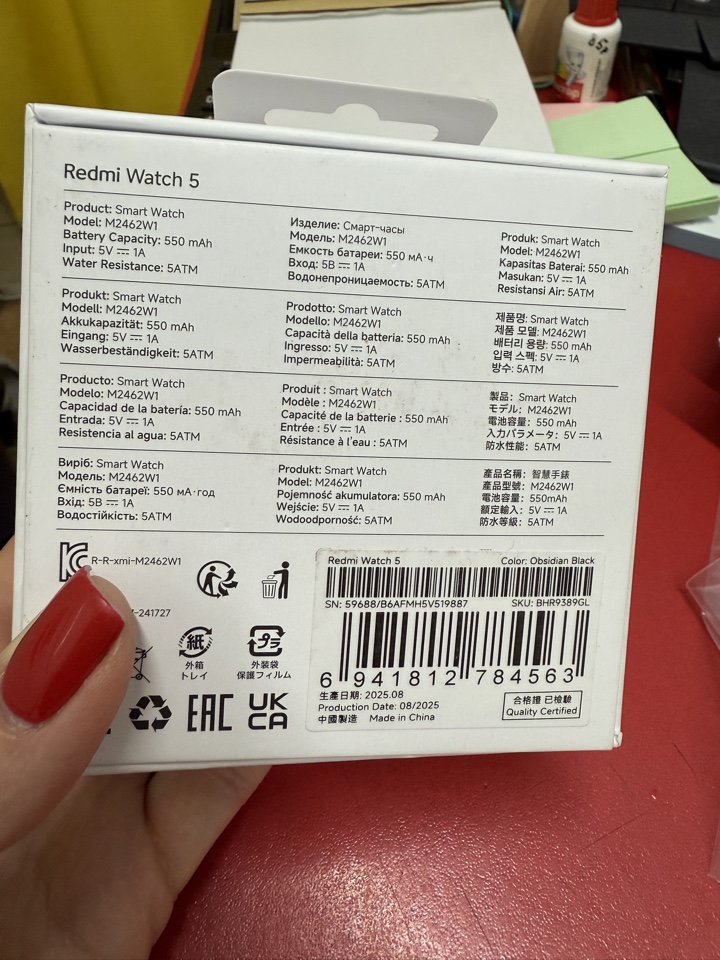 Redmi Watch 5
Product: Smart Watch
Model: M2462W1
Battery Capacity: 550 mAh
Input: 5V ⎓ 1A
Water Resistance: 5ATM
Изделие: Смарт-часы
Модель: M2462W1
Емкость батареи: 550 мА·ч
Вход: 5В ⎓ 1А
Водонепроницаемость: 5ATM
Produk: Smart Watch
Model: M2462W1
Kapasitas Baterai: 550 mAh
Masukan: 5V ⎓ 1A
Resistansi Air: 5ATM
Produkt: Smart Watch
Modell: M2462W1
Akkukapazität: 550 mAh
Eingang: 5V ⎓ 1A
Wasserbeständigkeit: 5ATM
Prodotto: Smart Watch
Modello: M2462W1
Capacità della batteria: 550 mAh
Ingresso: 5V ⎓ 1A
Impermeabilità: 5ATM
제품명: Smart Watch
제품 모델: M2462W1
배터리 용량: 550 mAh
입력 스펙: 5V ⎓ 1A
방수: 5ATM
Producto: Smart Watch
Modelo: M2462W1
Capacidad de la batería: 550 mAh
Entrada: 5V ⎓ 1A
Resistencia al agua: 5ATM
Produit : Smart Watch
Modèle : M2462W1
Capacité de la batterie : 550 mAh
Entrée : 5V ⎓ 1A
Résistance à l'eau : 5ATM
製品：Smart Watch
モデル：M2462W1
電池容量：550 mAh
入力パラメータ：5V ⎓ 1A
防水性能：5ATM
Виріб: Smart Watch
Модель: M2462W1
Ємність батареї: 550 мА·год
Вхід: 5В ⎓ 1А
Водостійкість: 5ATM
Produkt: Smart Watch
Model: M2462W1
Pojemność akumulatora: 550 mAh
Wejście: 5V ⎓ 1A
Wodoodporność: 5ATM
產品名稱：智慧手錶
產品型號：M2462W1
電池容量：550mAh
額定輸入：5V ⎓ 1A
防水等級：5ATM
R-R-xmi-M2462W1
-241727
紙
外箱
トレイ
プラ
外装袋
保護フィルム
EAC
UK
CA
Redmi Watch 5
Color: Obsidian Black
SN: 59688/B6AFMH5V519887
SKU: BHR9389GL
6 941812 784563
生產日期: 2025.08
Production Date: 08/2025
中國製造 Made in China
合格證 已檢驗
Quality Certified